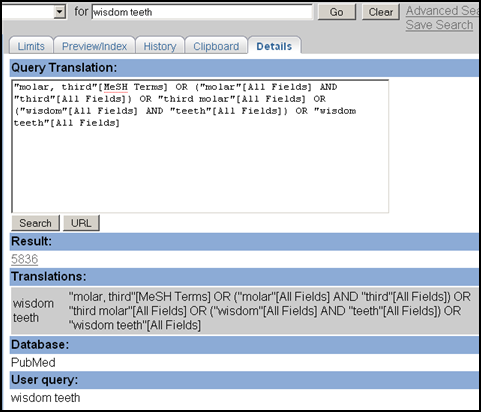 for wisdom teeth Go Clear Advanced Sea
Save Search
Limits Preview/Index History Clipboard Details
Query Translation:
"molar, third"[MeSH Terms] OR ("molar"[All Fields] AND
"third"[All Fields]) OR "third molar"[All Fields] OR
("wisdom"[All Fields] AND "teeth"[All Fields]) OR "wisdom
teeth"[All Fields]
Search URL
Result:
5836
Translations:
wisdom teeth
"molar, third"[MeSH Terms] OR ("molar"[All Fields] AND "third"[All Fields]) OR
"third molar"[All Fields] OR ("wisdom"[All Fields] AND "teeth"[All Fields]) OR
"wisdom teeth"[All Fields]
Database:
PubMed
User query:
wisdom teeth